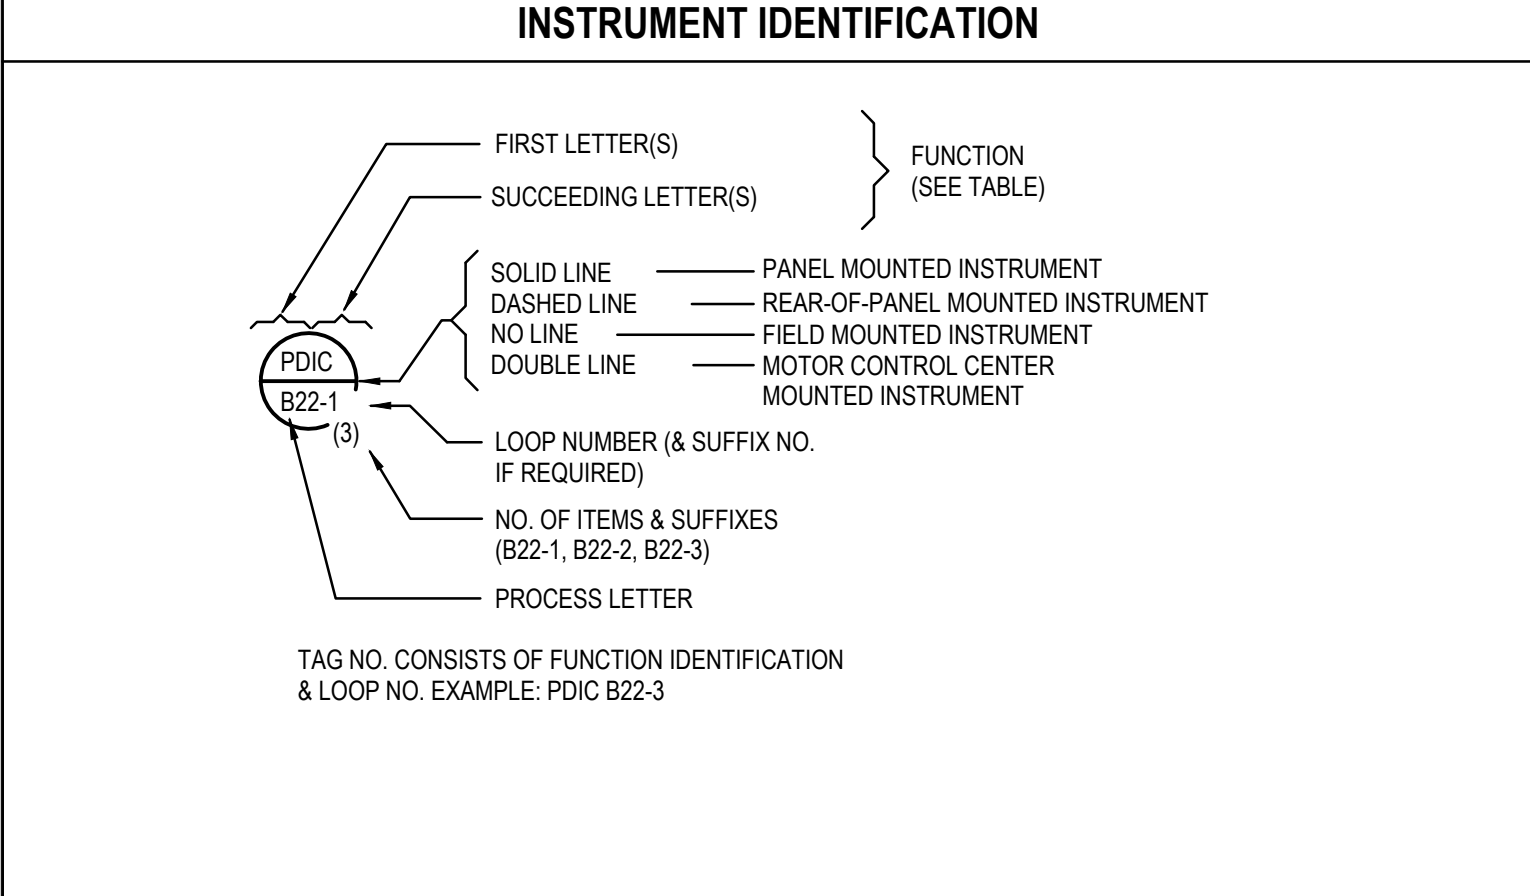 INSTRUMENT IDENTIFICATION
FIRST LETTER(S)
SUCCEEDING LETTER(S)
FUNCTION
(SEE TABLE)
SOLID LINE PANEL MOUNTED INSTRUMENT
DASHED LINE REAR-OF-PANEL MOUNTED INSTRUMENT
NO LINE FIELD MOUNTED INSTRUMENT
DOUBLE LINE MOTOR CONTROL CENTER
MOUNTED INSTRUMENT
PDIC
B22-1
(3)
LOOP NUMBER (& SUFFIX NO.
IF REQUIRED)
NO. OF ITEMS & SUFFIXES
(B22-1, B22-2, B22-3)
PROCESS LETTER
TAG NO. CONSISTS OF FUNCTION IDENTIFICATION
& LOOP NO. EXAMPLE: PDIC B22-3